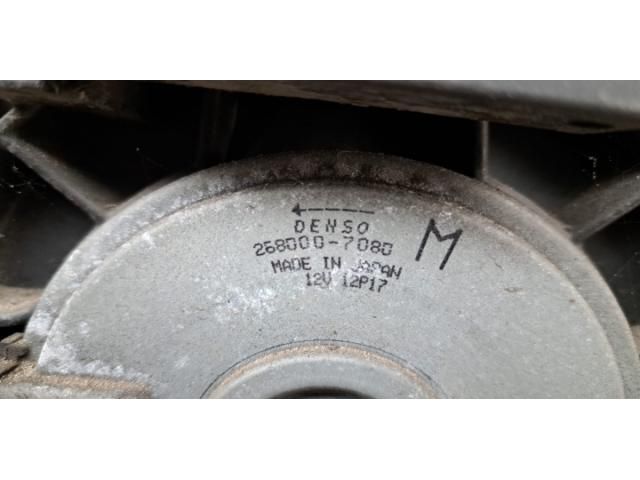 DENSO
268000-7080
M
MADE IN JAPAN
12V 12P17